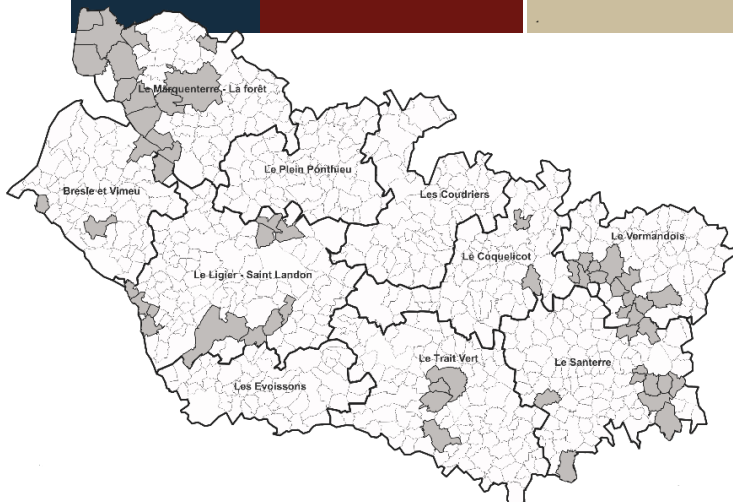 Le Marquenterre - La forêt
Le Plein Ponthieu
Bresle et Vimeu
Les Coudriers
Le Vermandois
Le Coquelicot
Le Ligier - Saint Landon
Le Trait Vert
Le Santerre
Les Evoissons